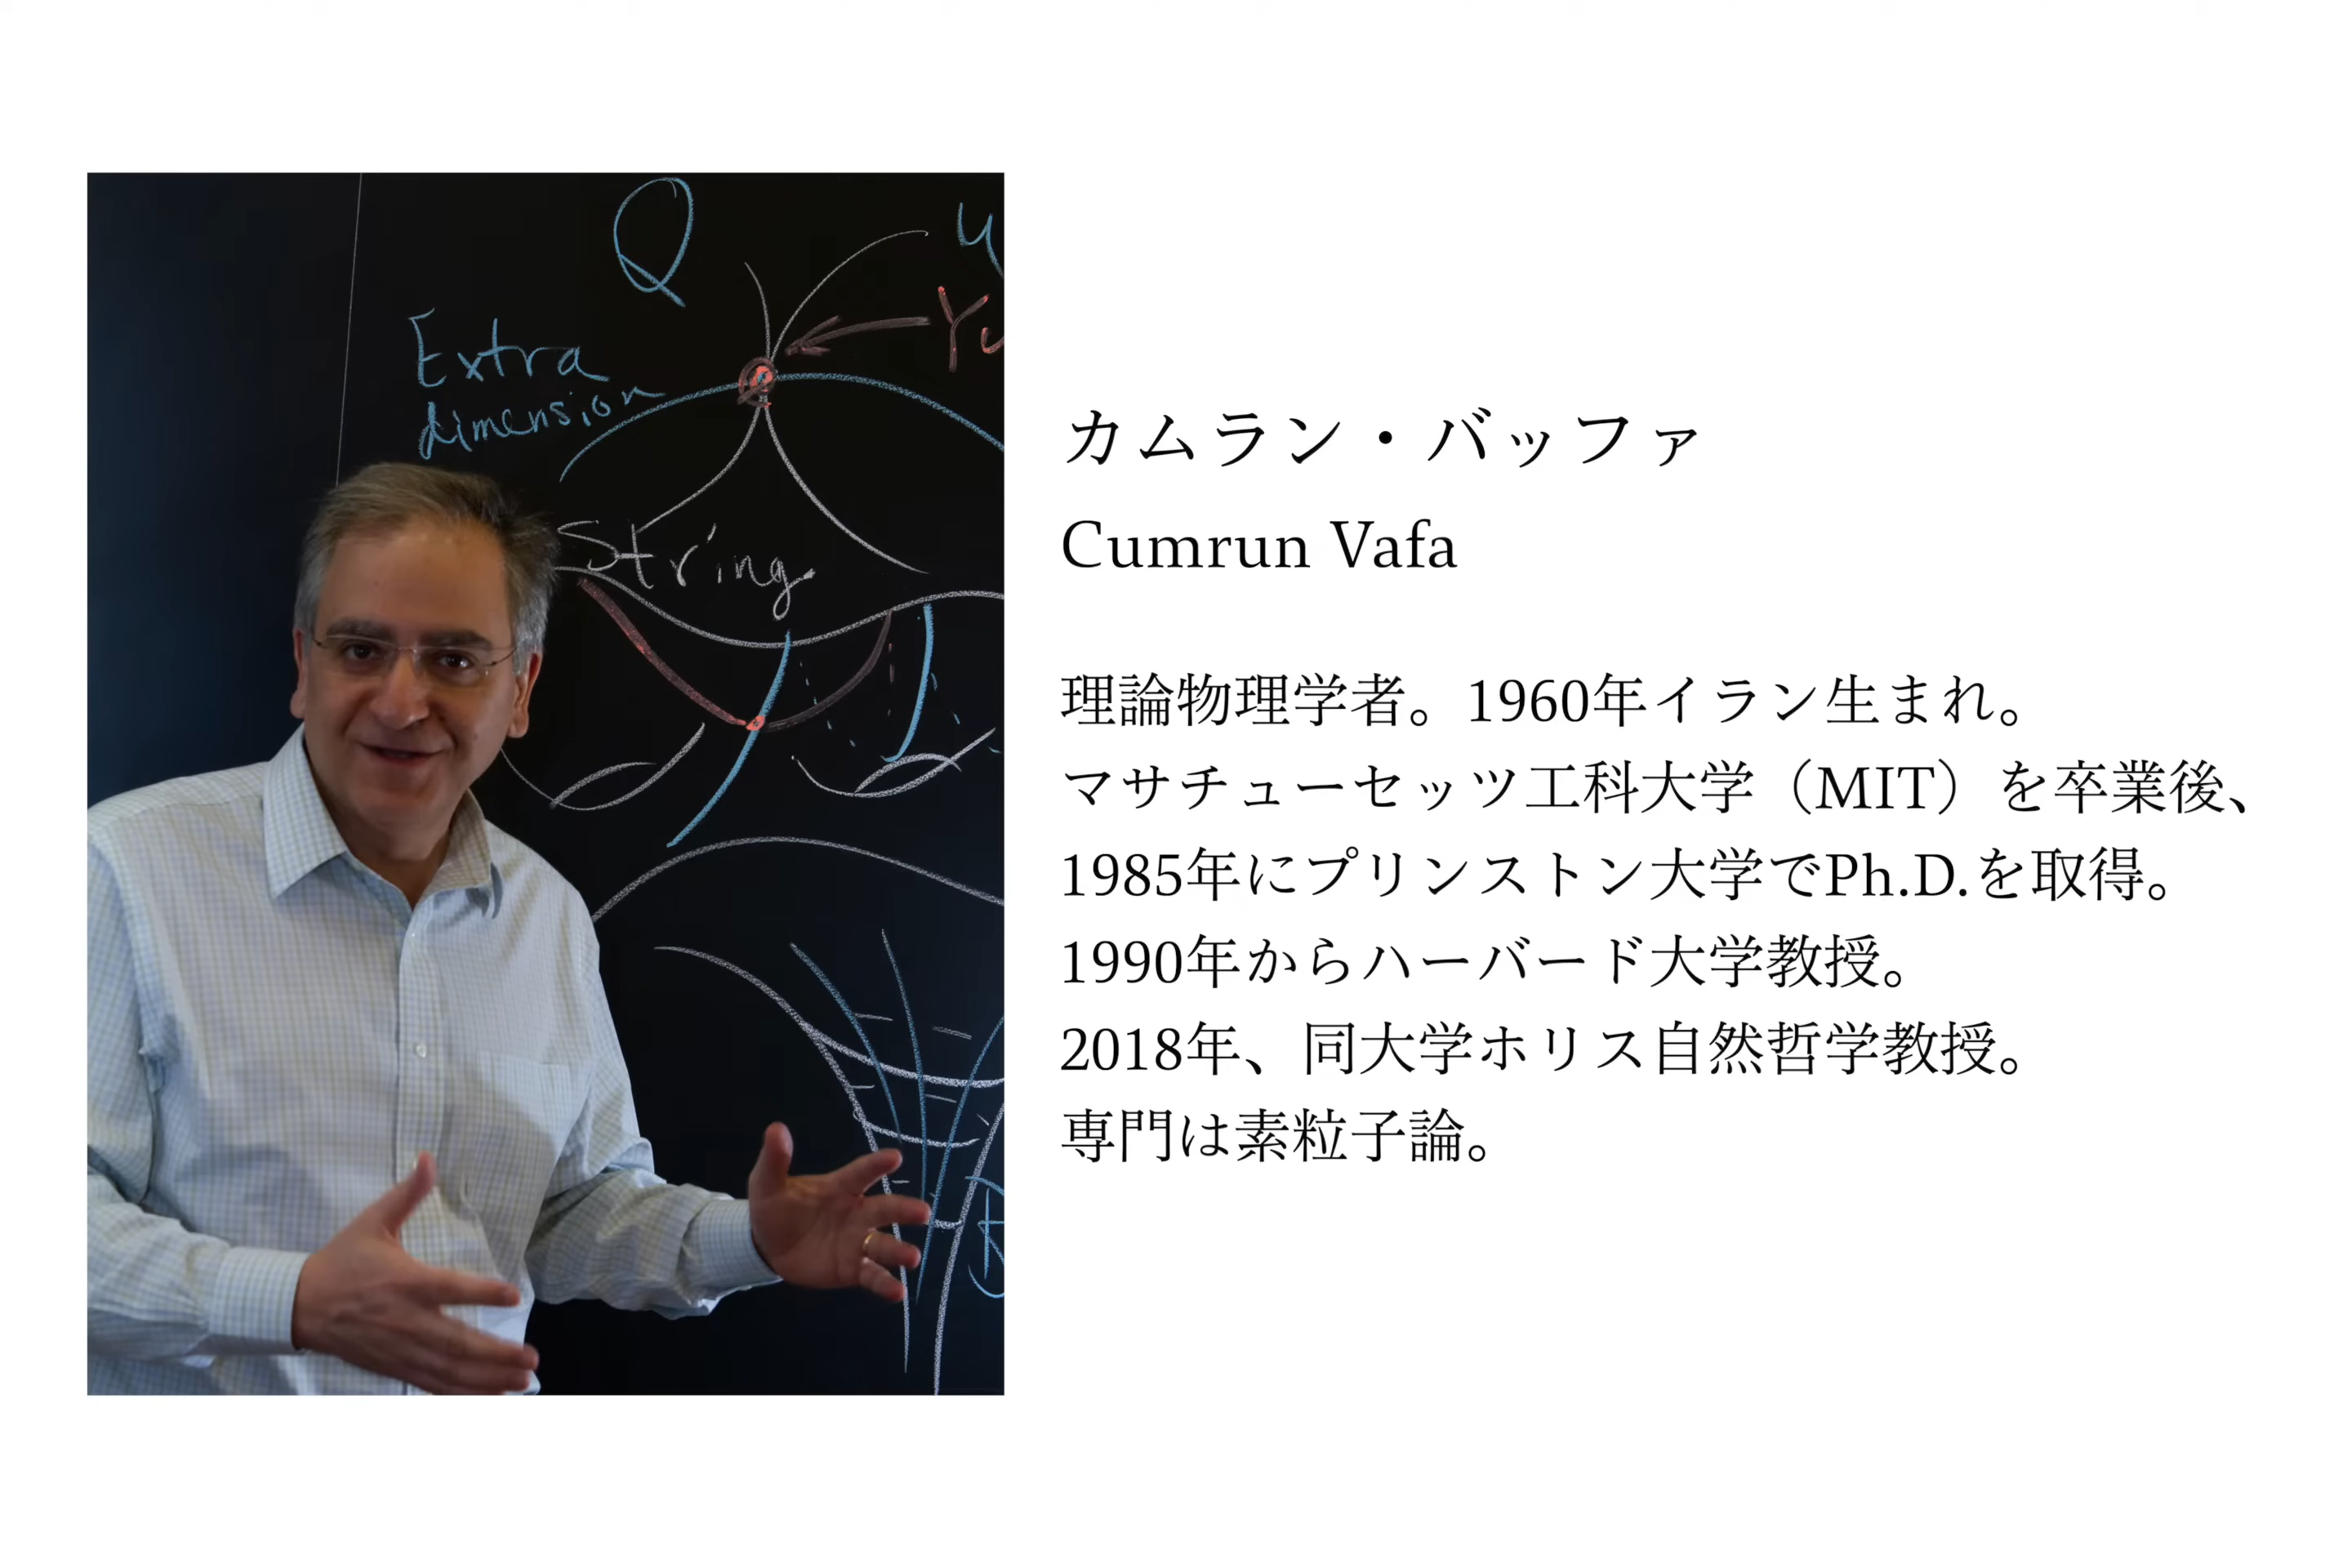 Q
Extra
dimension
String
カムラン・バッファ
Cumrun Vafa
理論物理学者。1960年イラン生まれ。
マサチューセッツ工科大学（MIT）を卒業後、
1985年にプリンストン大学でPh.D.を取得。
1990年からハーバード大学教授。
2018年、同大学ホリス自然哲学教授。
専門は素粒子論。